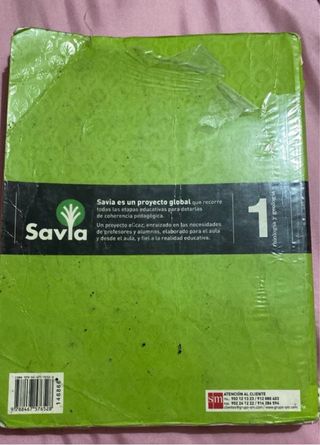 Savia
Savia es un proyecto global que recorre
todas las etapas educativas para dotarlas
de coherencia pedagógica.
Un proyecto eficaz, enraizado en las necesidades
de profesores y alumnos, elaborado para el aula
y desde el aula, y fiel a la realidad educativa.
1
Biología y geología
146866
9788467576528
sm
ATENCIÓN AL CLIENTE